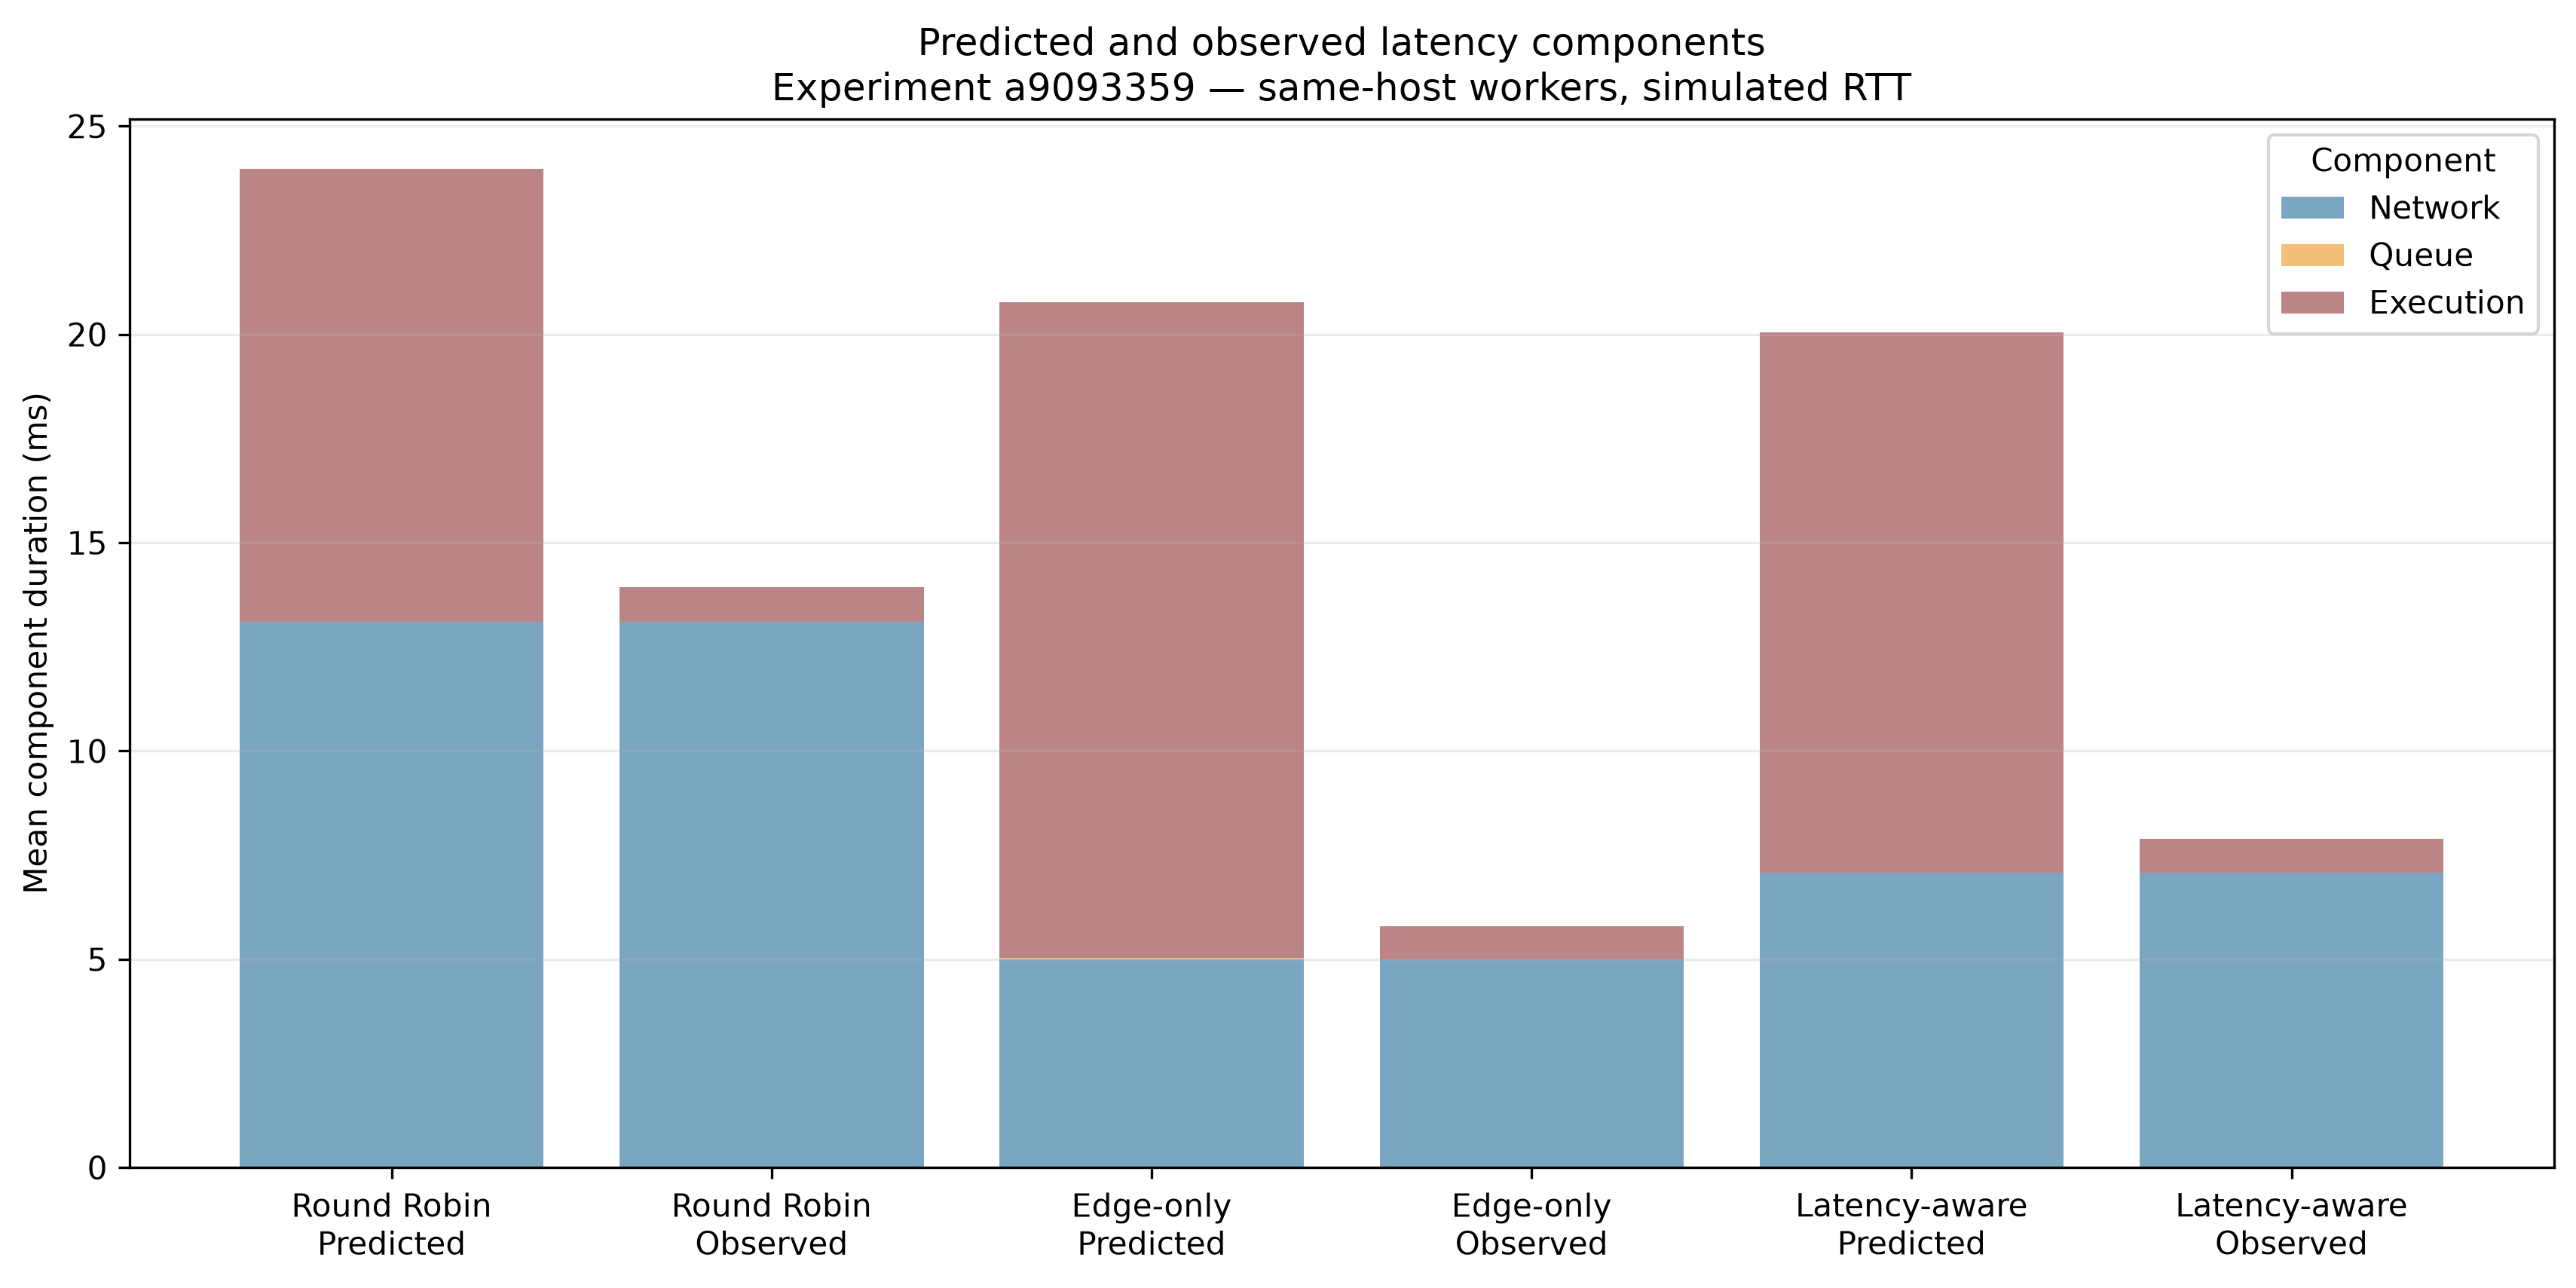 Predicted and observed latency components
Experiment a9093359 — same-host workers, simulated RTT
Mean component duration (ms)
25
20
15
10
5
0
Component
Network
Queue
Execution
Round Robin
Predicted
Round Robin
Observed
Edge-only
Predicted
Edge-only
Observed
Latency-aware
Predicted
Latency-aware
Observed